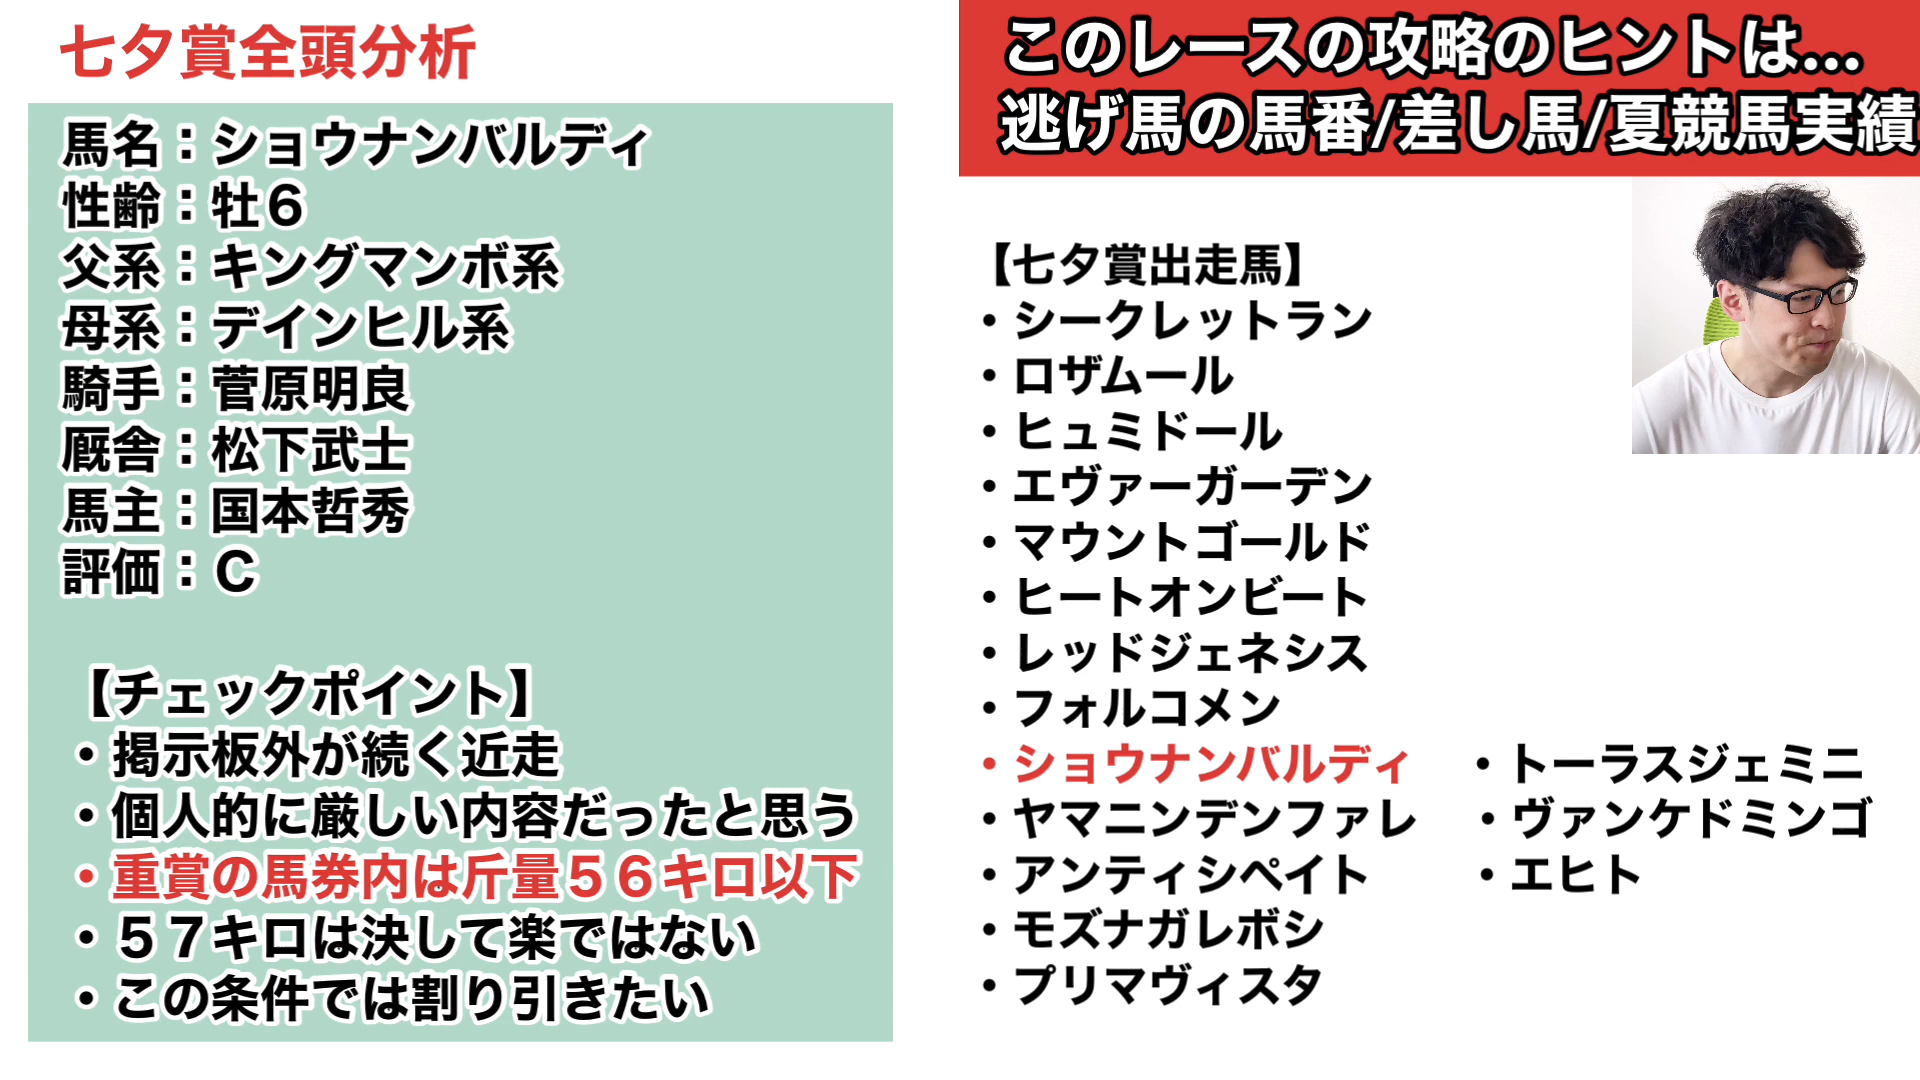 七夕賞全頭分析
馬名：ショウナンバルディ
性齢：牡６
父系：キングマンボ系
母系：デインヒル系
騎手：菅原明良
厩舎：松下武士
馬主：国本哲秀
評価：Ｃ
【チェックポイント】
・掲示板外が続く近走
・個人的に厳しい内容だったと思う
・重賞の馬券内は斤量５６キロ以下
・５７キロは決して楽ではない
・この条件では割り引きたい
このレースの攻略のヒントは…
逃げ馬の馬番/差し馬/夏競馬実績
【七夕賞出走馬】
・シークレットラン
・ロザムール
・ヒュミドール
・エヴァーガーデン
・マウントゴールド
・ヒートオンビート
・レッドジェネシス
・フォルコメン
・ショウナンバルディ
・ヤマニンデンファレ
・アンティシペイト
・モズナガレボシ
・プリマヴィスタ
・トーラスジェミニ
・ヴァンケドミンゴ
・エヒト